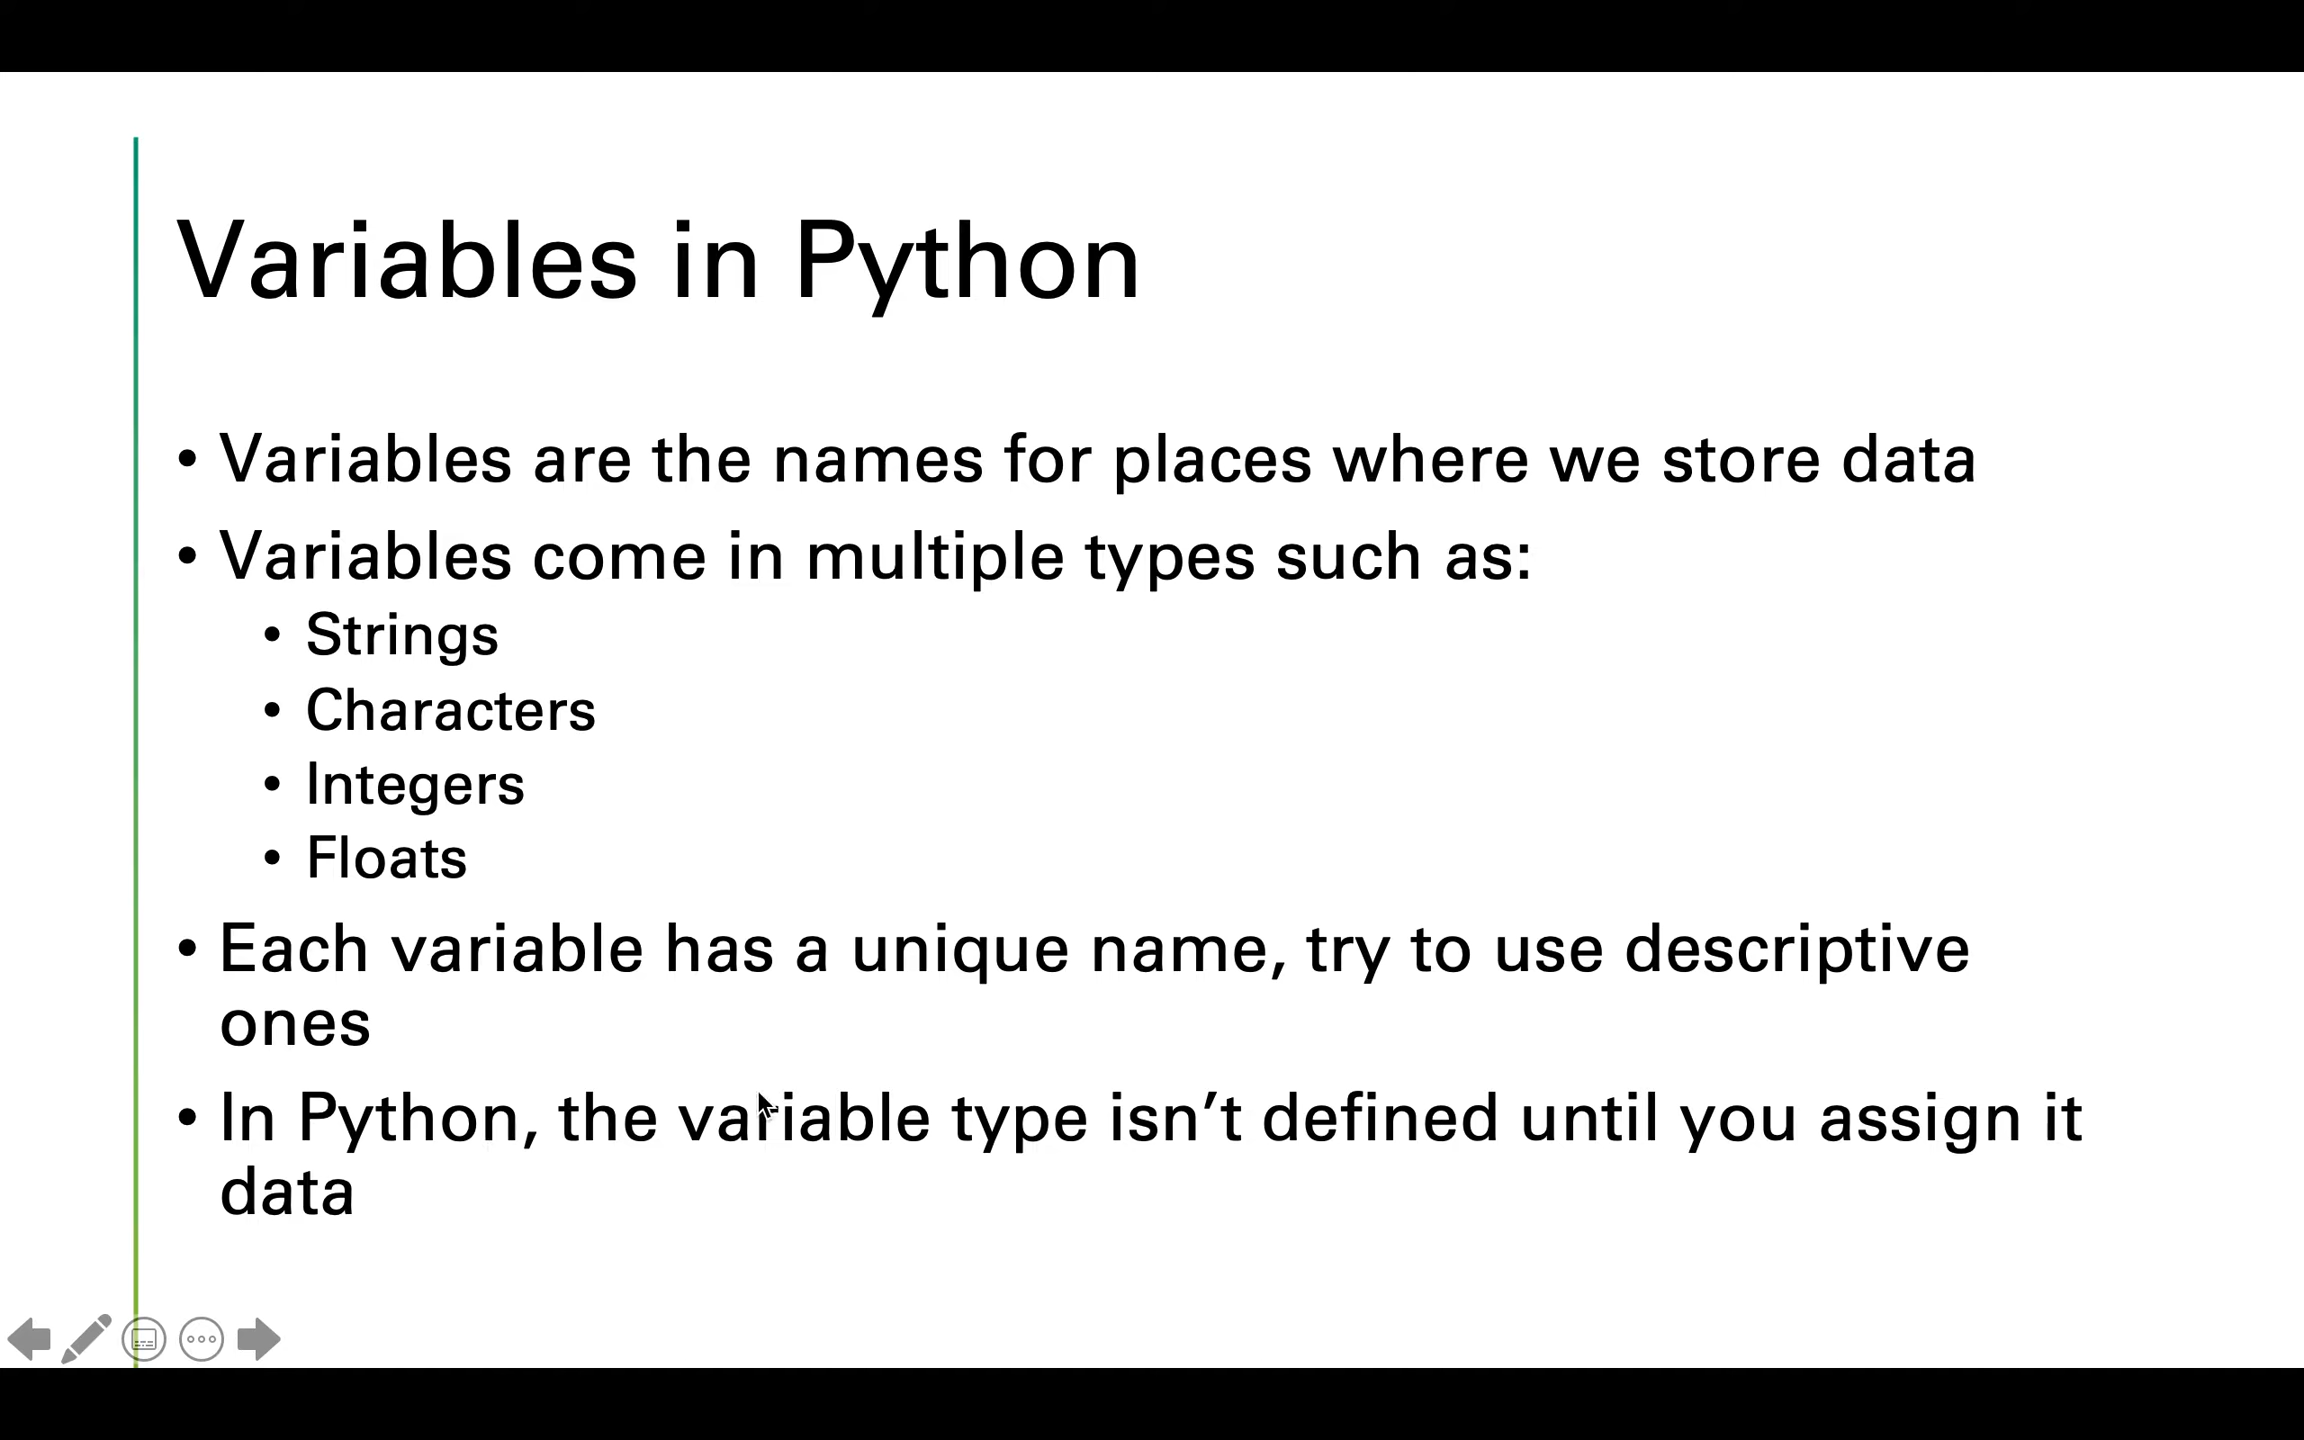 Variables in Python
• Variables are the names for places where we store data
• Variables come in multiple types such as:
• Strings
• Characters
• Integers
• Floats
• Each variable has a unique name, try to use descriptive
ones
• In Python, the variable type isn’t defined until you assign it
data